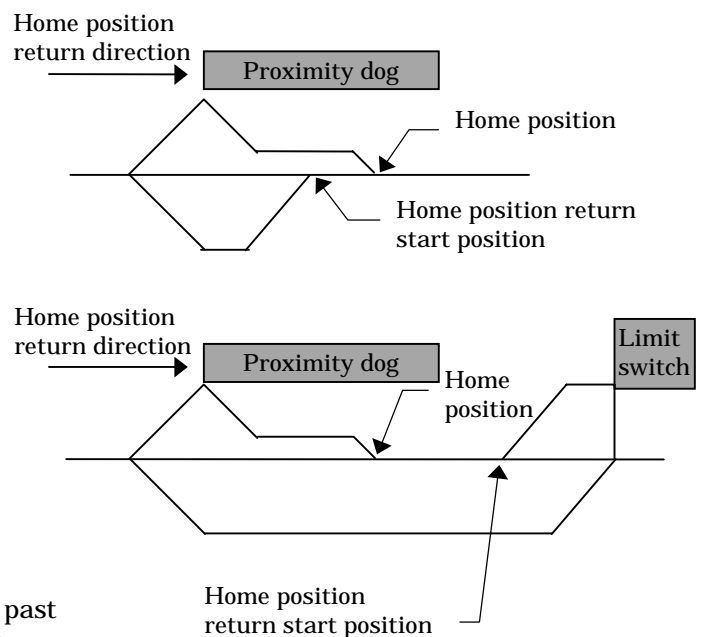 Home position
return direction
Proximity dog
Home position
Home position return
start position
Home position
return direction
Proximity dog
Limit
switch
Home
position
past
Home position
return start position